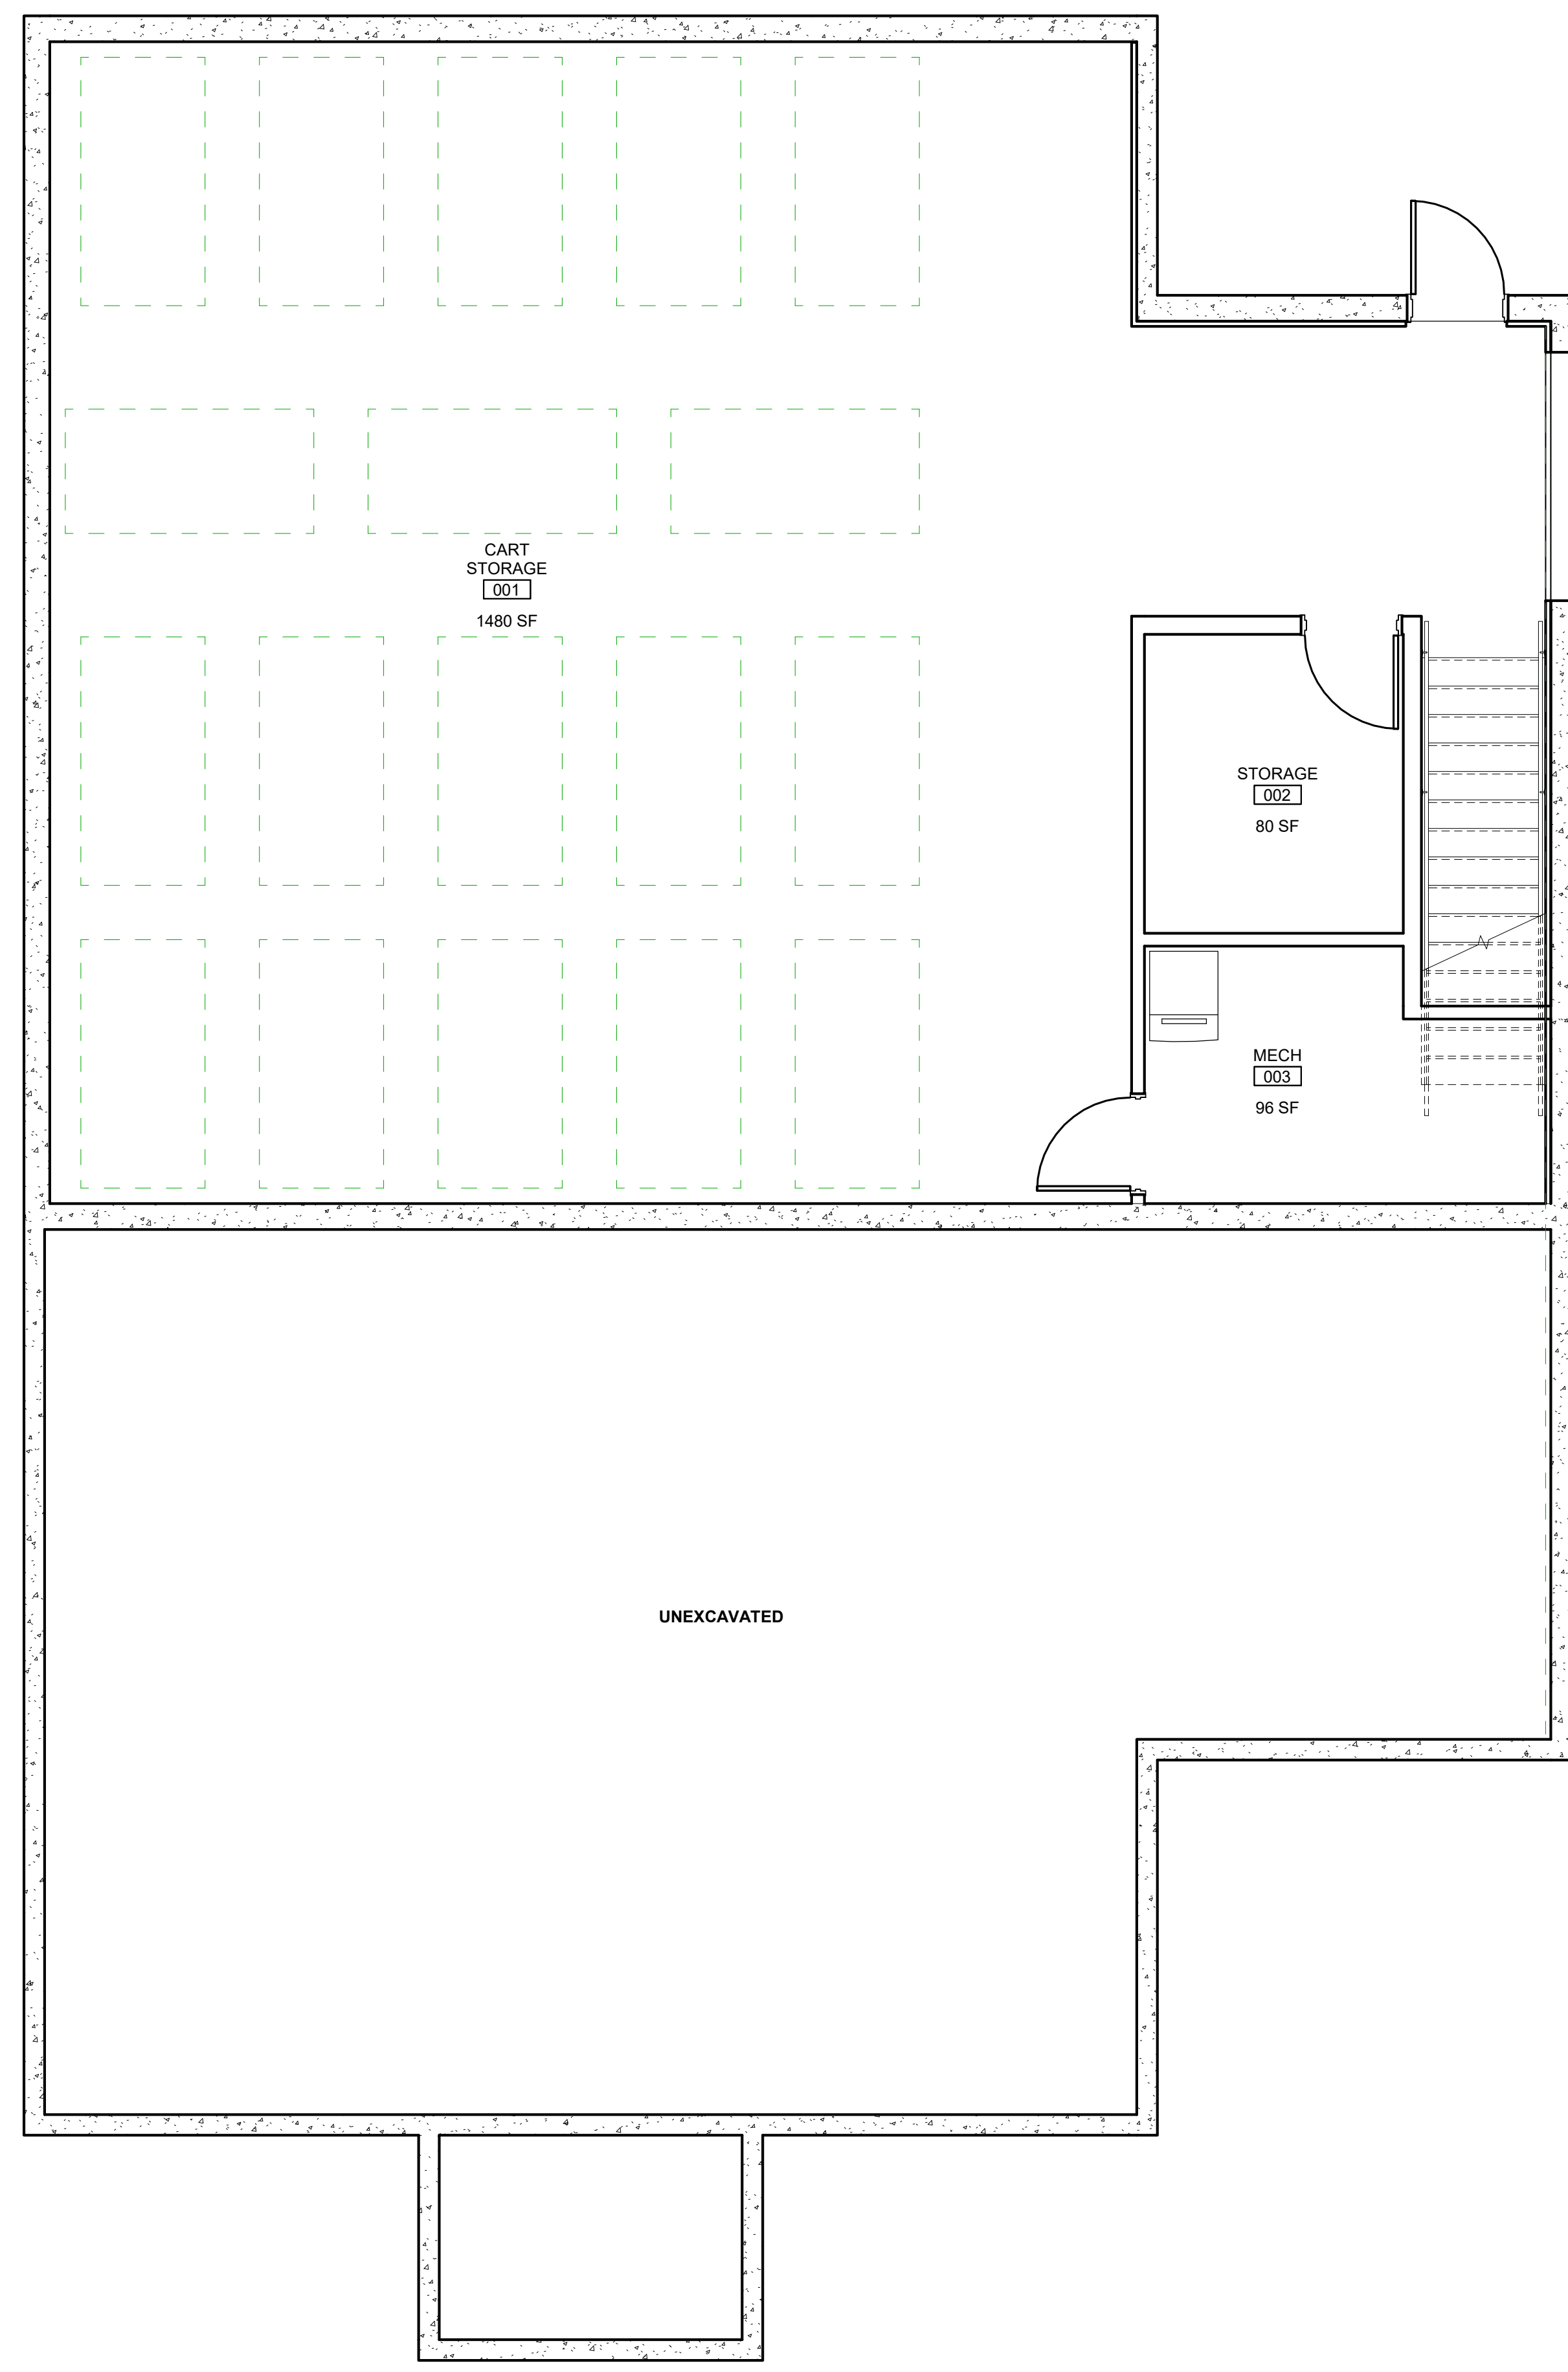 CART
STORAGE
001
1480 SF
STORAGE
002
80 SF
MECH
003
96 SF
UNEXCAVATED